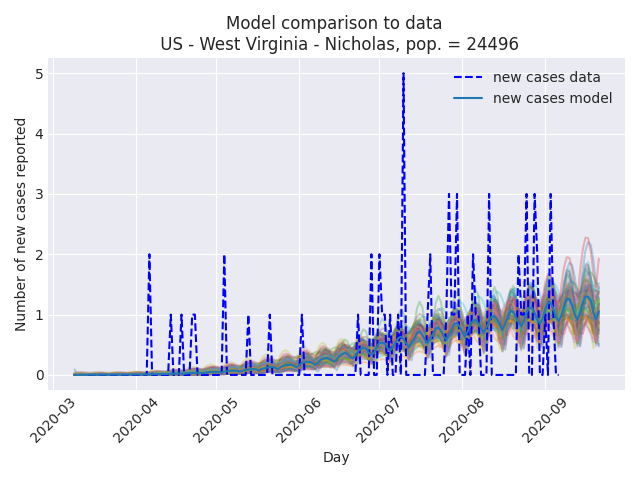 Model comparison to data
US - West Virginia - Nicholas, pop. = 24496
new cases data
new cases model
Number of new cases reported
5
4
3
2
1
0
2020-03
2020-04
2020-05
2020-06
2020-07
2020-08
2020-09
Day